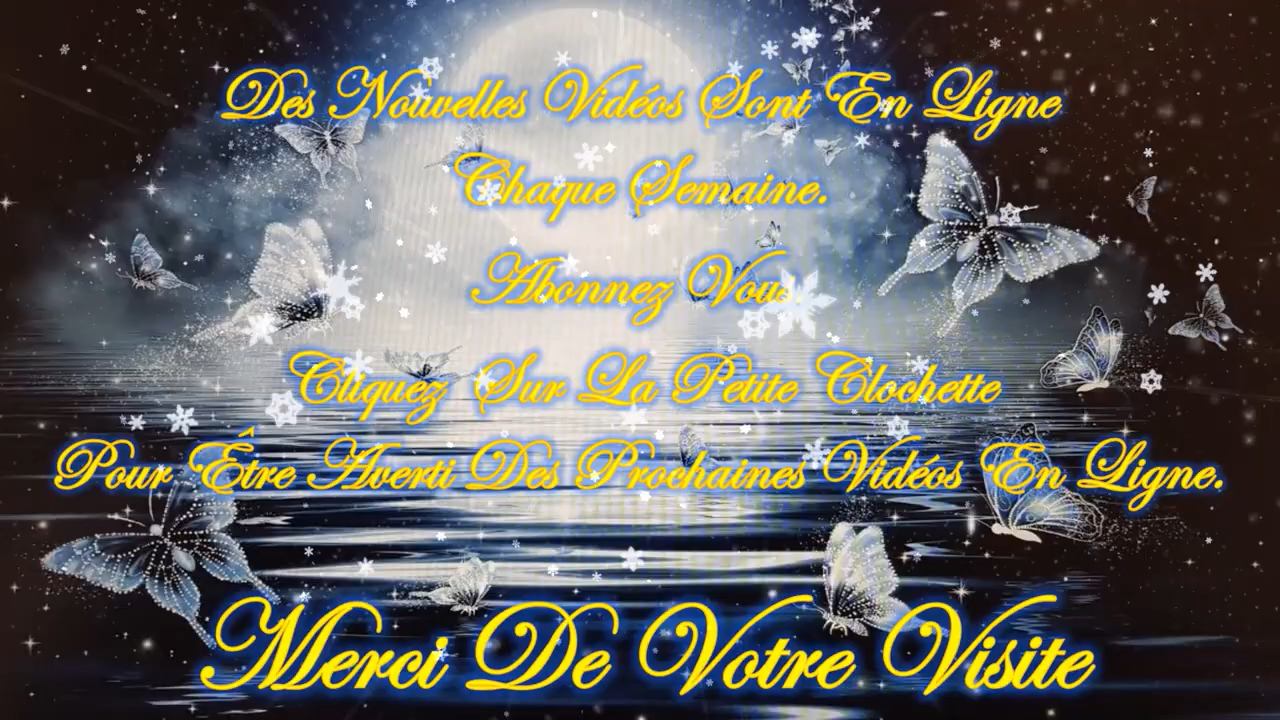 Des Nouvelles Vidéos Sont En Ligne
Chaque Semaine.
Abonnez Vous.
Cliquez Sur La Petite Clochette
Pour Être Averti Des Prochaines Vidéos En Ligne.
Merci De Votre Visite